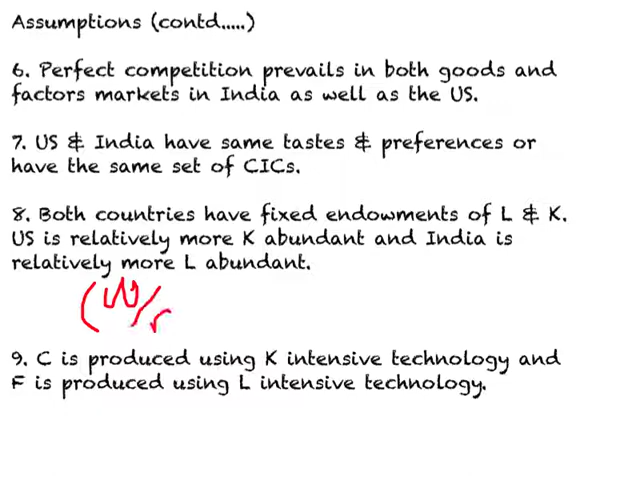 Assumptions (contd.....)
6. Perfect competition prevails in both goods and
factors markets in India as well as the US.
7. US & India have same tastes & preferences or
have the same set of CICs.
8. Both countries have fixed endowments of L & K.
US is relatively more K abundant and India is
relatively more L abundant.
(W/r
9. C is produced using K intensive technology and
F is produced using L intensive technology.